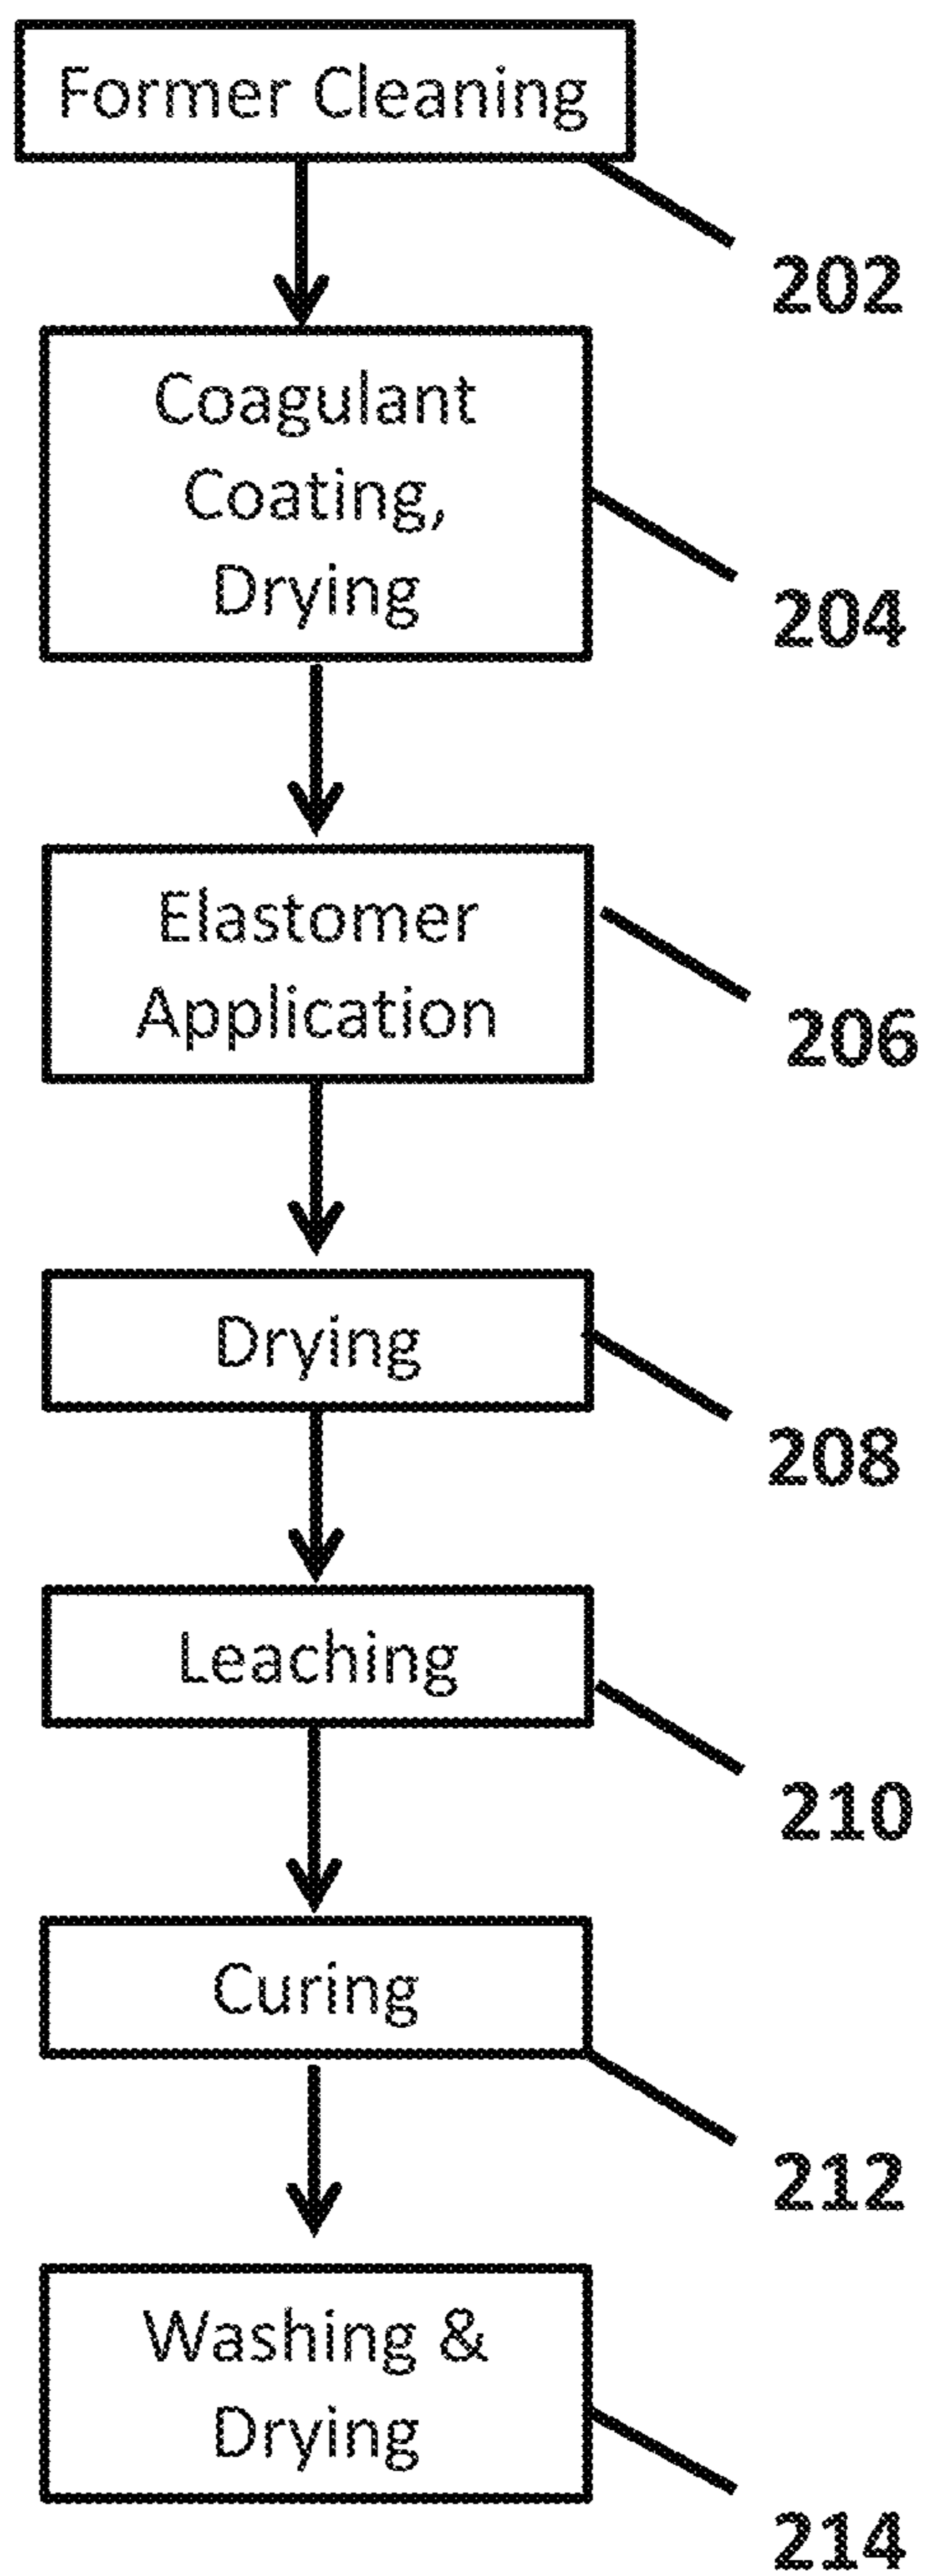 Former Cleaning
202
Coagulant
Coating,
Drying
204
Elastomer
Application
206
Drying
208
Leaching
210
Curing
212
Washing &
Drying
214